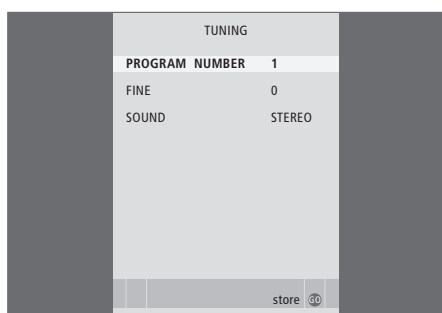 TUNING
PROGRAM NUMBER 1
FINE 0
SOUND STEREO
store GO